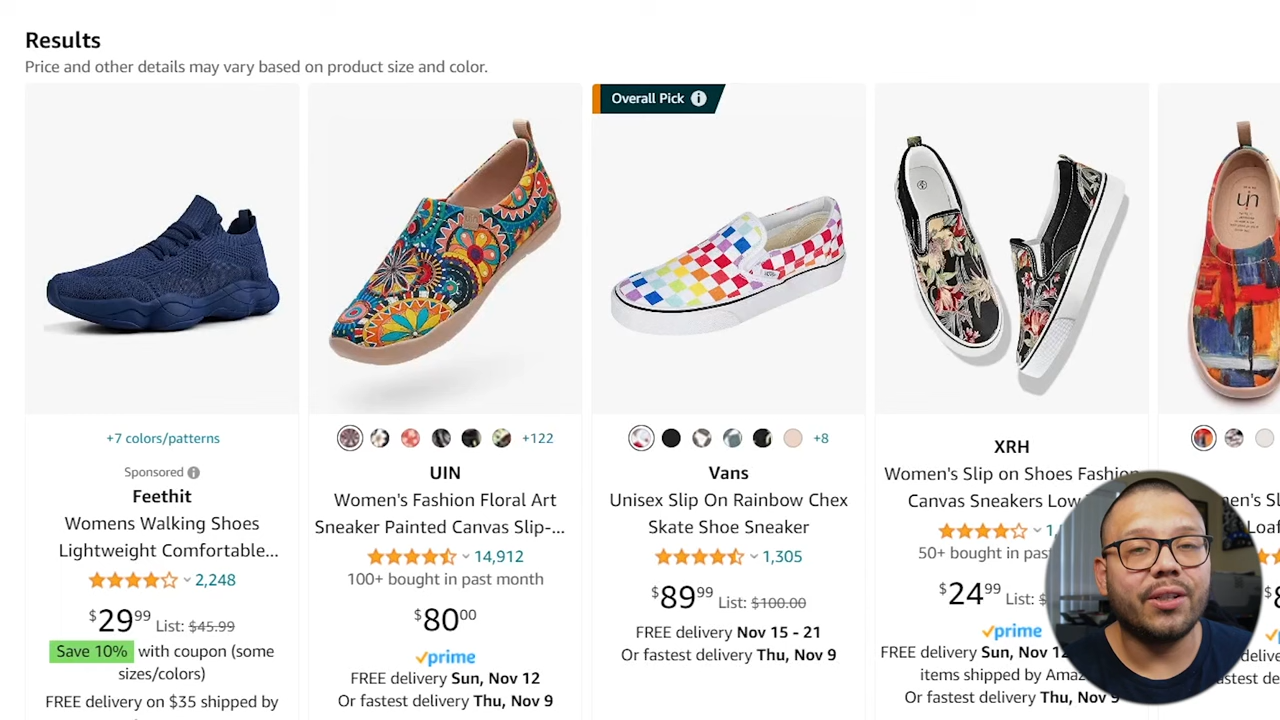 Results
Price and other details may vary based on product size and color.
+7 colors/patterns
Sponsored
Feethit
Womens Walking Shoes
Lightweight Comfortable...
2,248
$29.99 List: $45.99
Save 10% with coupon (some
sizes/colors)
FREE delivery on $35 shipped by
+122
UIN
Women's Fashion Floral Art
Sneaker Painted Canvas Slip-...
14,912
100+ bought in past month
$80.00
prime
FREE delivery Sun, Nov 12
Or fastest delivery Thu, Nov 9
Overall Pick
+8
Vans
Unisex Slip On Rainbow Chex
Skate Shoe Sneaker
1,305
$89.99 List: $100.00
FREE delivery Nov 15 - 21
Or fastest delivery Thu, Nov 9
XRH
Women's Slip on Shoes Fashion
Canvas Sneakers Low
50+ bought in past
$24.99 List:
prime
FREE delivery Sun, Nov 12
items shipped by
Or fastest delivery Thu, Nov 9